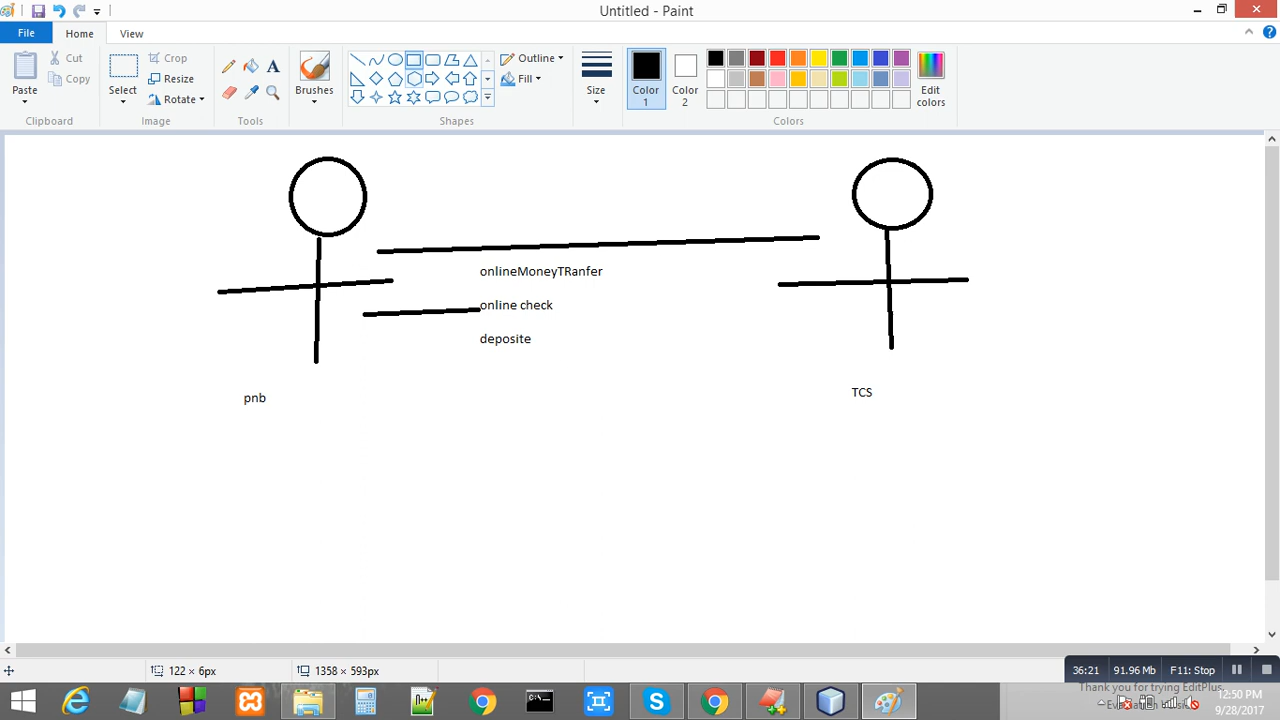 Untitled - Paint
File
Home
View
Paste
Cut
Copy
Clipboard
Select
Crop
Resize
Rotate
Image
A
Tools
Brushes
Outline
Fill
Shapes
Size
Color 1
Color 2
Edit colors
Colors
onlineMoneyTRanfer
online check
deposite
pnb
TCS
122 × 6px
1358 × 593px
36:21
91.96 Mb
F11: Stop
Thank you for trying EditPlus
12:50 PM
9/28/2017